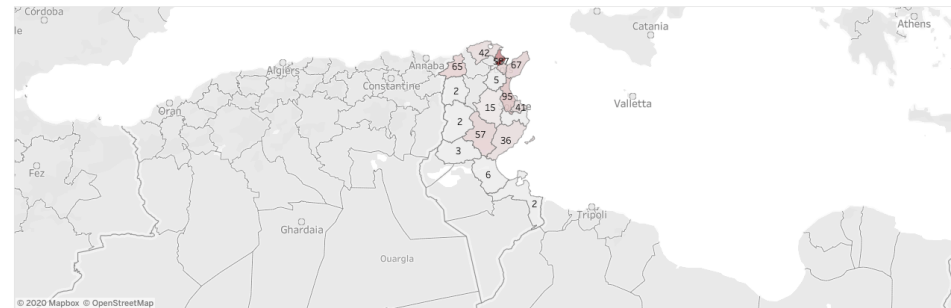 Córdoba
lle
Athens
Catania
42
67
65
Algiers
Annaba
5
Constantine
2
95
41
Valletta
15
Oran
2
57
36
3
Fez
6
2
Tripoli
Ghardaia
Ouargla
© 2020 Mapbox © OpenStreetMap